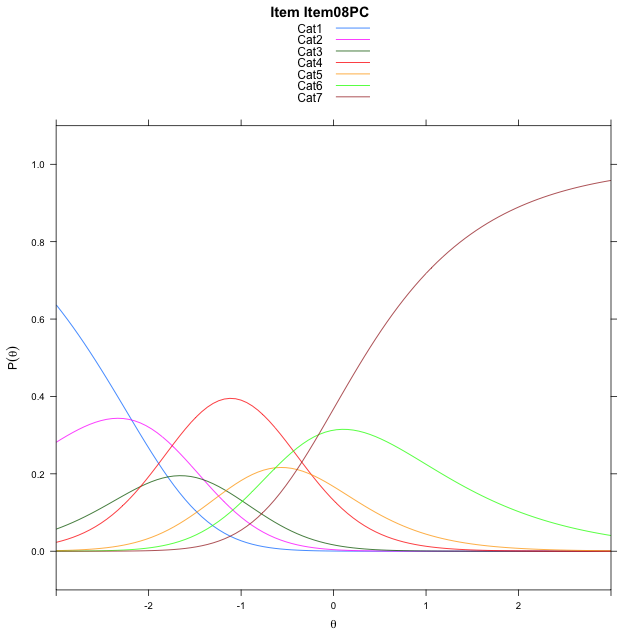 Item Item08PC
Cat1
Cat2
Cat3
Cat4
Cat5
Cat6
Cat7
1.0
0.8
0.6
0.4
0.2
0.0
P(θ)
-2 -1 0 1 2
θ